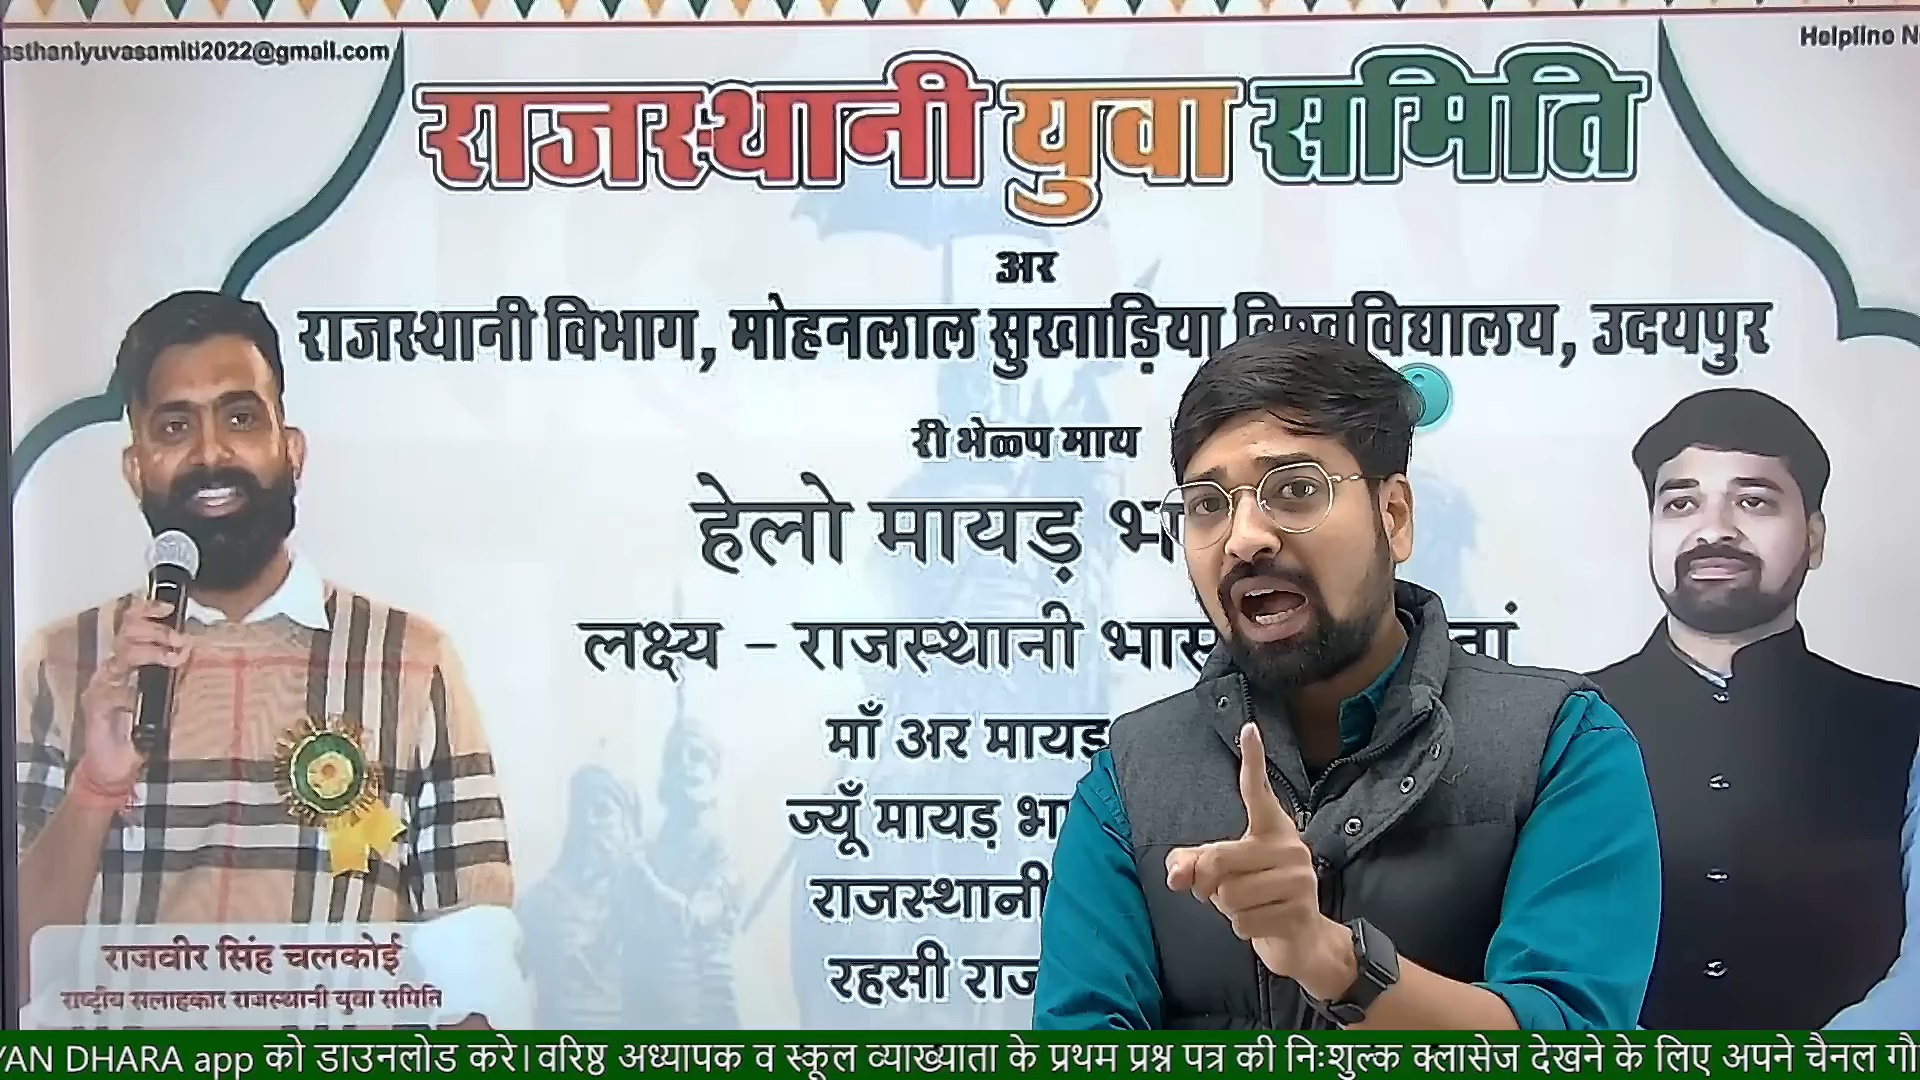 asthaniyuvasamiti2022@gmail.com
Helpline N
राजस्थानी युवा समिति
अर
राजस्थानी विभाग, मोहनलाल सुखाड़िया विश्वविद्यालय, उदयपुर
री भेळप माय
हेलो मायड़ भा
लक्ष्य – राजस्थानी भास
माँ अर मायड़
ज्यूँ मायड़ भा
राजस्थानी
रहसी राज
राजवीर सिंह चलकोई
राष्ट्रीय सलाहकार राजस्थानी युवा समिति
YAN DHARA app को डाउनलोड करे। वरिष्ठ अध्यापक व स्कूल व्याख्याता के प्रथम प्रश्न पत्र की निःशुल्क क्लासेज देखने के लिए अपने चैनल गौ